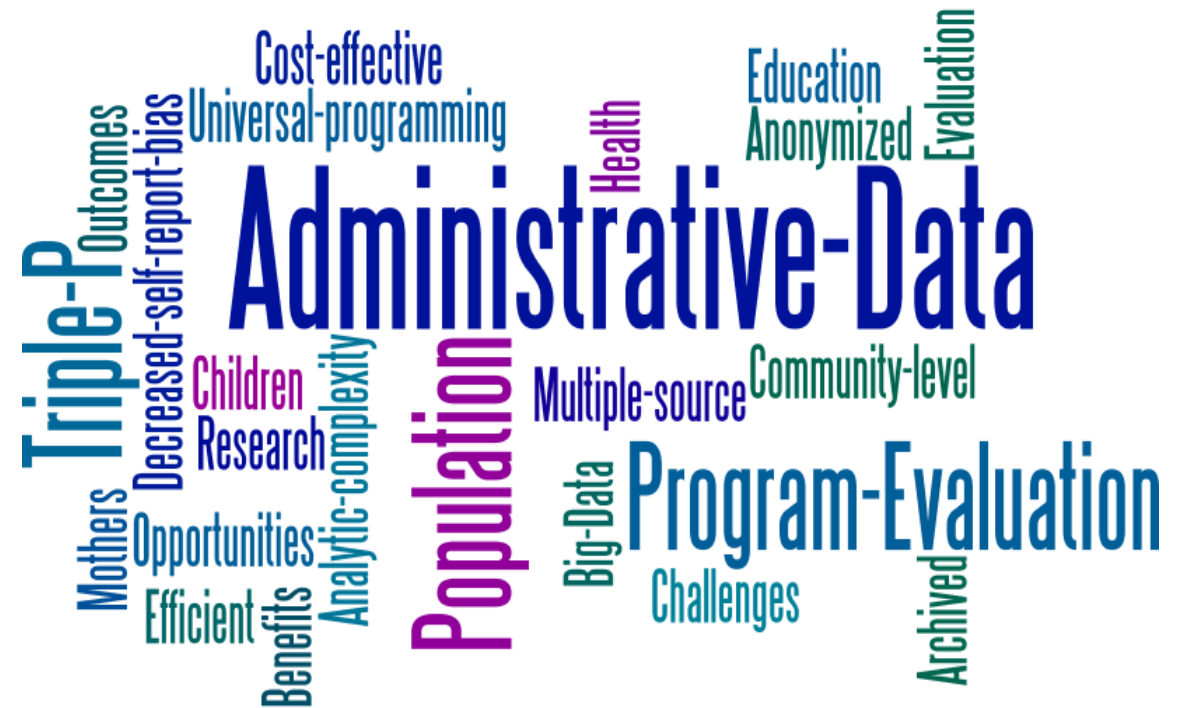 Cost-effective
Universal-programming
Education
Anonymized
Evaluation
Health
Outcomes
Decreased-self-report-bias
Administrative-Data
Triple-P
Children
Research
Analytic-complexity
Population
Multiple-source
Community-level
Big-Data
Program-Evaluation
Mothers
Opportunities
Efficient
Benefits
Challenges
Archived